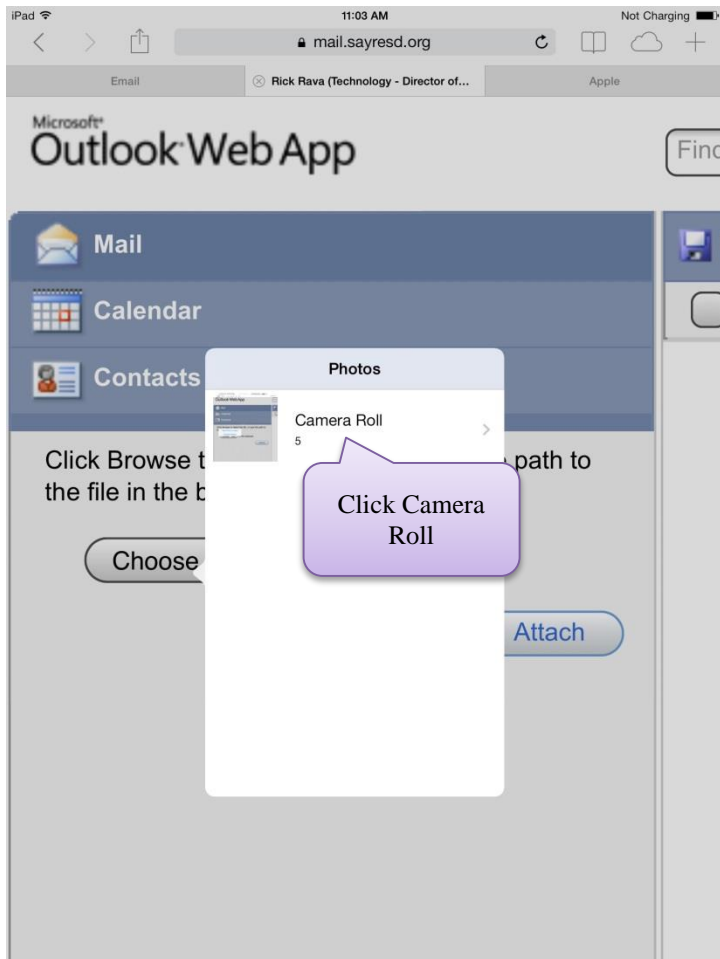 iPad 11:03 AM Not Charging
mail.sayresd.org
Email Rick Rava (Technology - Director of... Apple
Microsoft®
Outlook Web App
Find
Mail
Calendar
Contacts
Photos
Camera Roll
5
Click Browse t path to
the file in the b
Click Camera
Roll
Choose
Attach